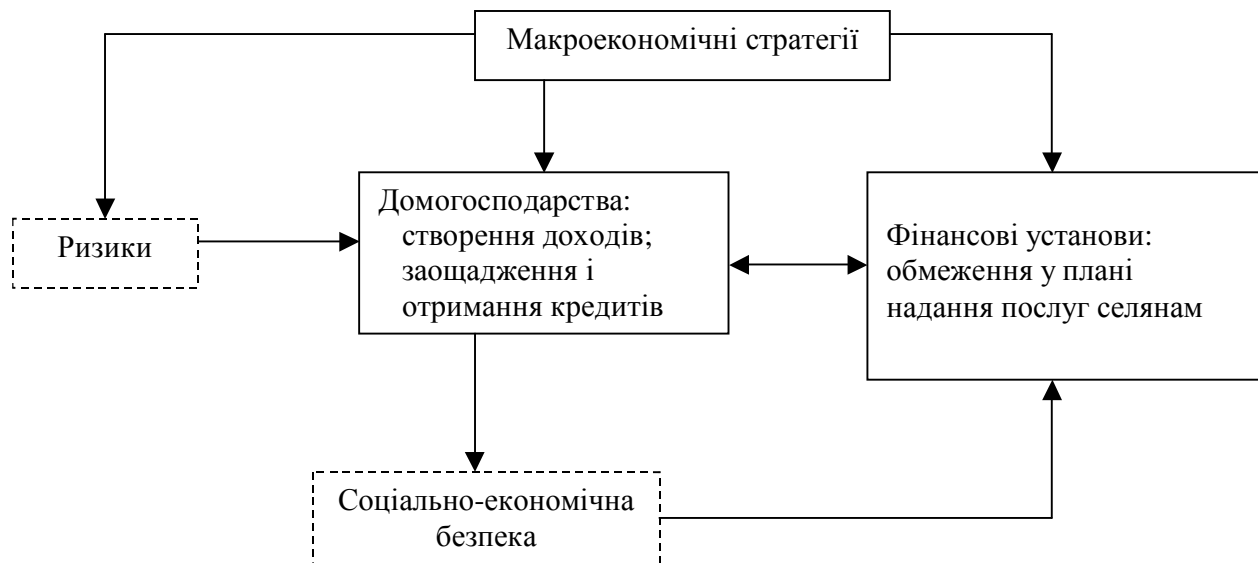 Макроекономічні стратегії
Домогосподарства:
створення доходів;
заощадження і
отримання кредитів
Ризики
Фінансові установи:
обмеження у плані
надання послуг селянам
Соціально-економічна
безпека